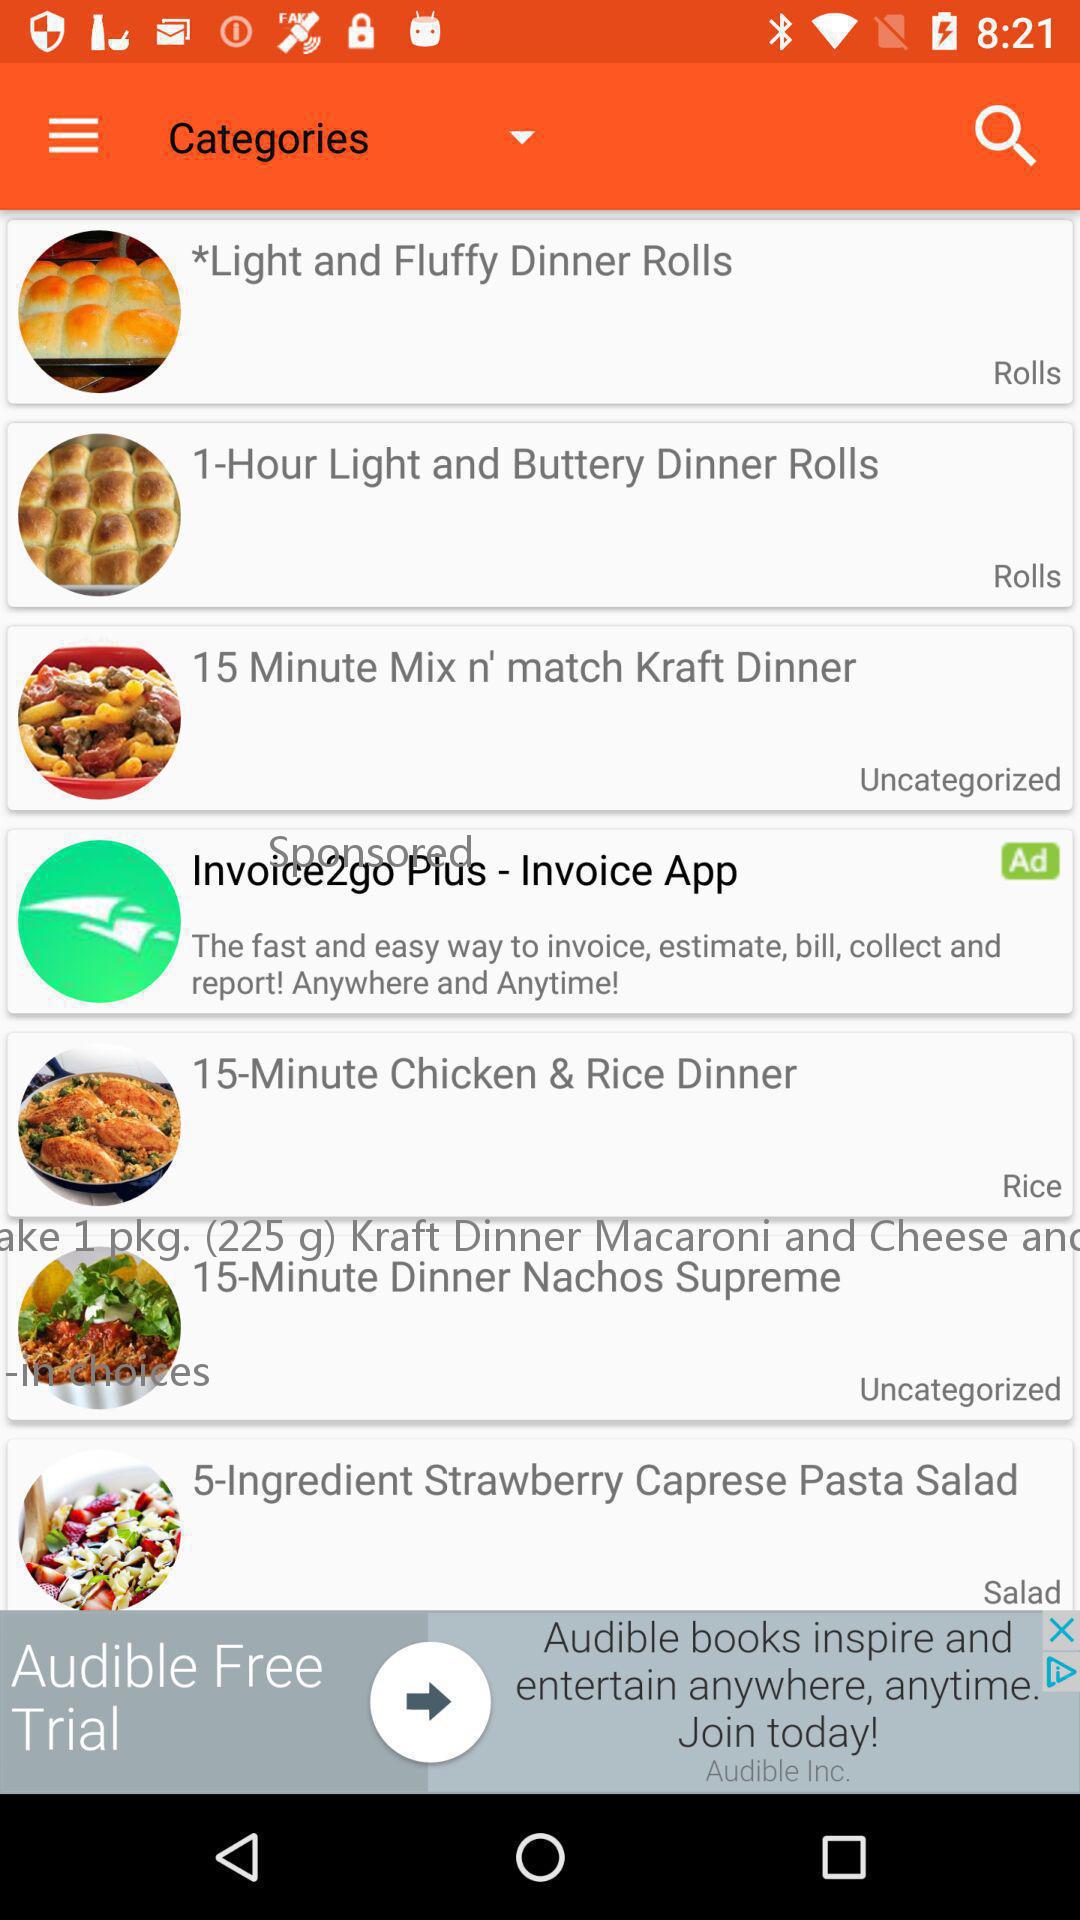 FAKE
8:21
Categories
*Light and Fluffy Dinner Rolls
Rolls
1-Hour Light and Buttery Dinner Rolls
Rolls
15 Minute Mix n' match Kraft Dinner
Uncategorized
Sponsored
Invoice2go Plus - Invoice App
Ad
The fast and easy way to invoice, estimate, bill, collect and
report! Anywhere and Anytime!
15-Minute Chicken & Rice Dinner
Rice
ake 1 pkg. (225 g) Kraft Dinner Macaroni and Cheese and
15-Minute Dinner Nachos Supreme
-in choices
Uncategorized
5-Ingredient Strawberry Caprese Pasta Salad
Salad
Audible Free
Trial
Audible books inspire and
entertain anywhere, anytime.
Join today!
Audible Inc.